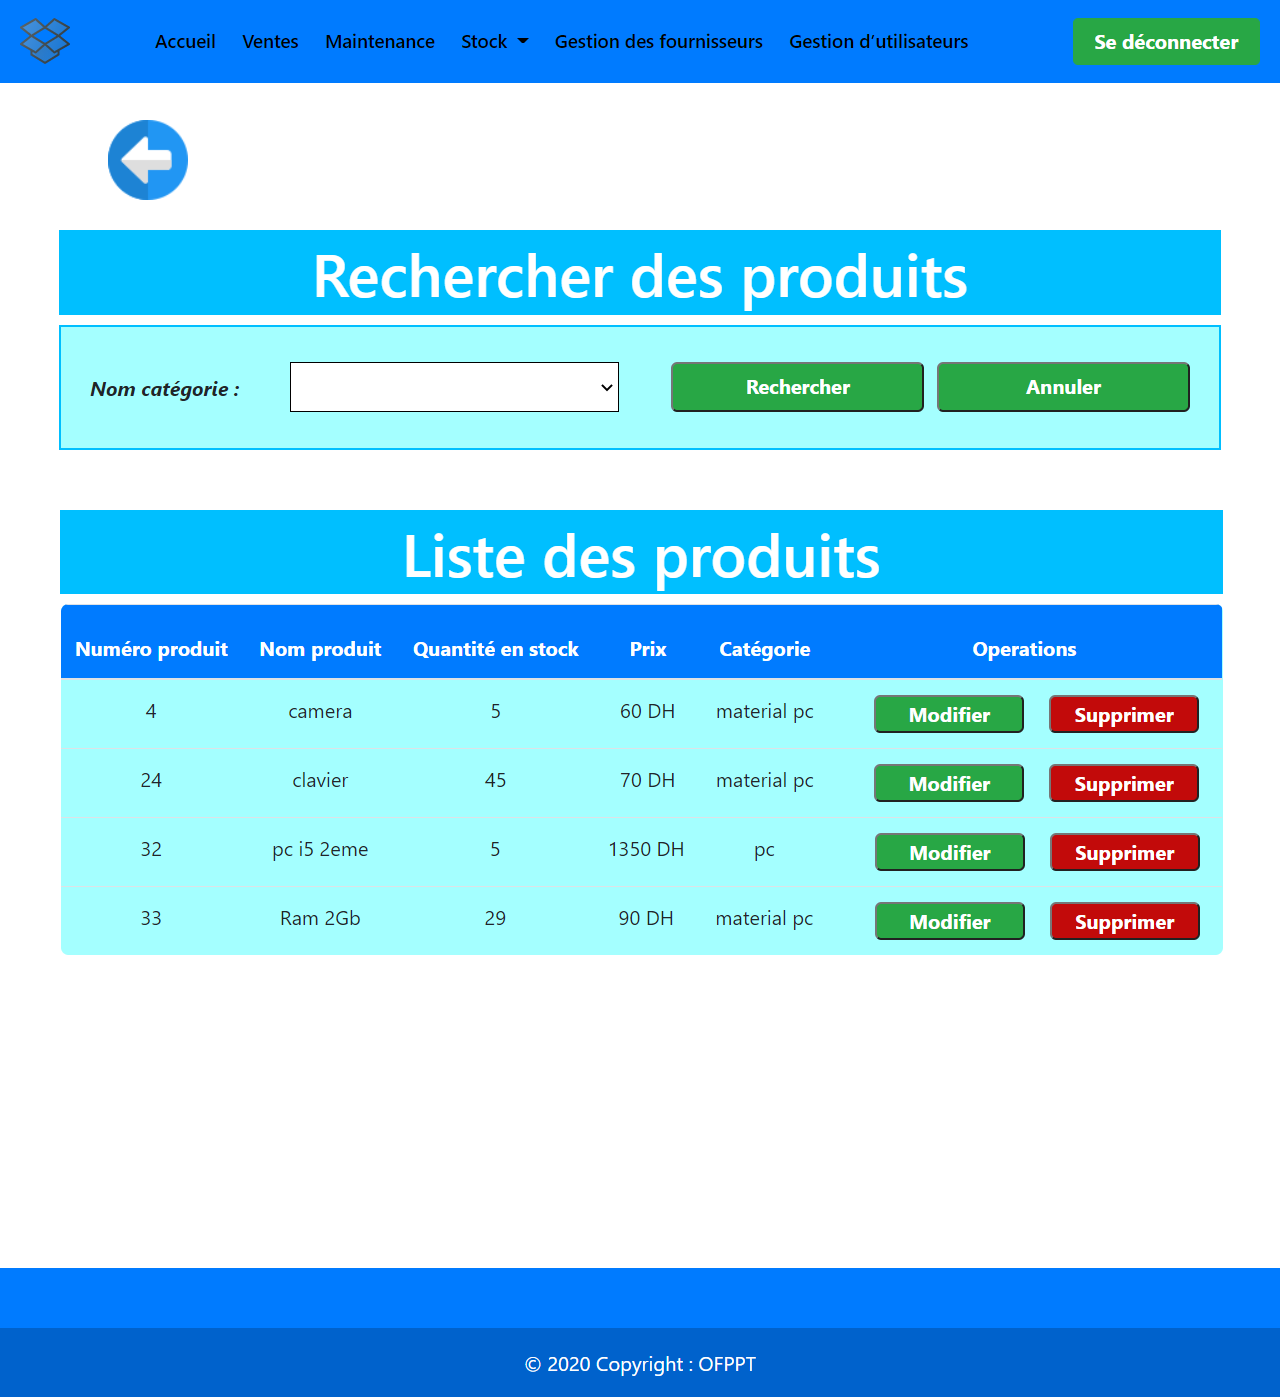 Accueil Ventes Maintenance Stock Gestion des fournisseurs Gestion d'utilisateurs Se déconnecter
Rechercher des produits
Nom catégorie : Rechercher Annuler
Liste des produits
Numéro produit Nom produit Quantité en stock Prix Catégorie Operations
4 camera 5 60 DH material pc Modifier Supprimer
24 clavier 45 70 DH material pc Modifier Supprimer
32 pc i5 2eme 5 1350 DH pc Modifier Supprimer
33 Ram 2Gb 29 90 DH material pc Modifier Supprimer
© 2020 Copyright : OFPPT